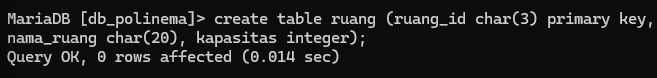 MariaDB [db_polinema]> create table ruang (ruang_id char(3) primary key,
nama_ruang char(20), kapasitas integer);
Query OK, 0 rows affected (0.014 sec)